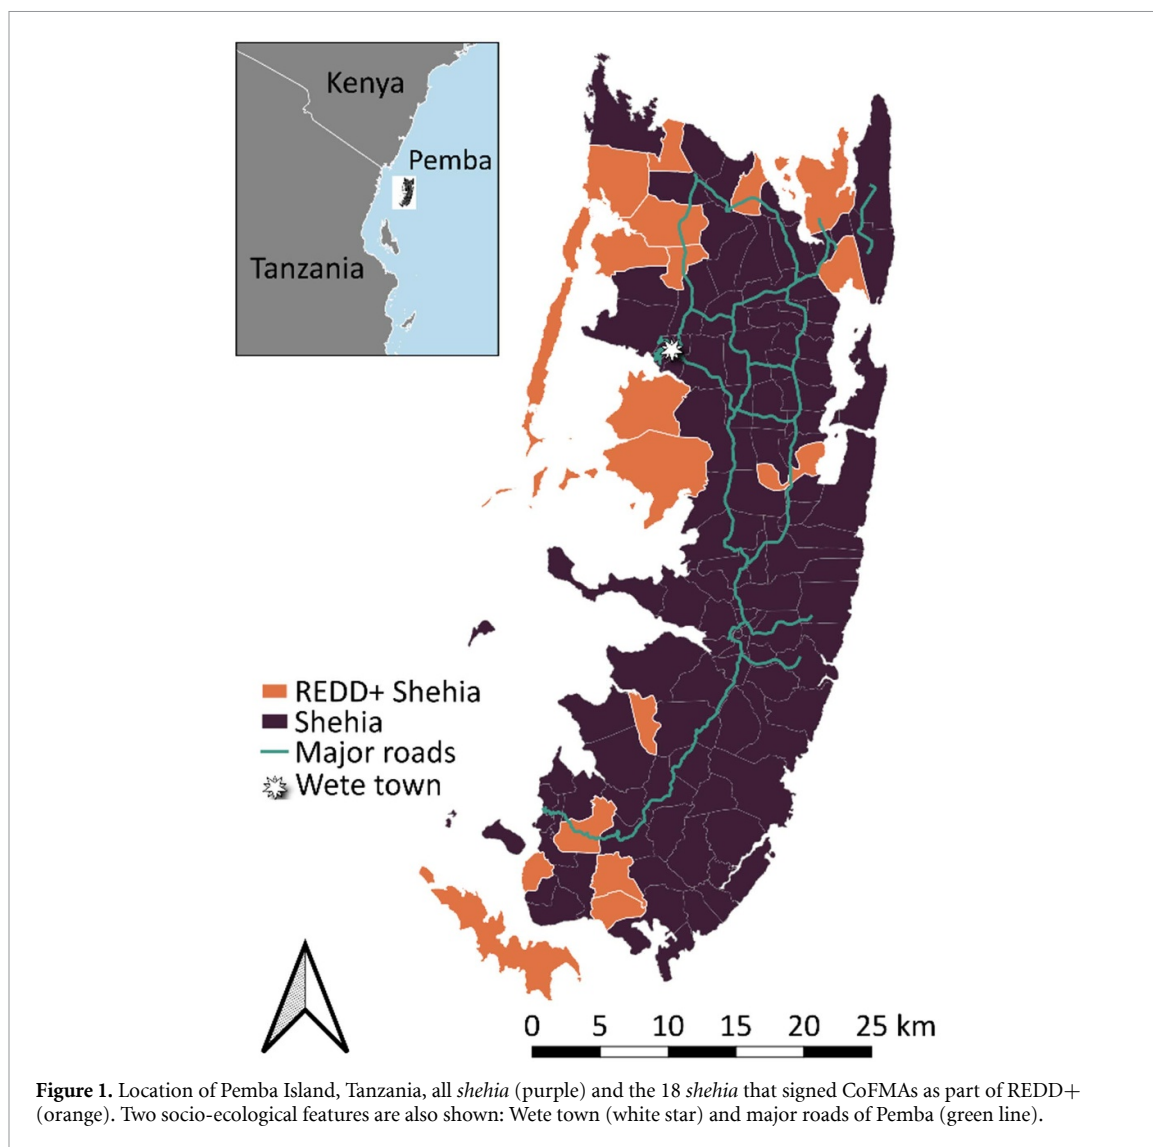 Kenya
Pemba
Tanzania
REDD+ Shehia
Shehia
Major roads
Wete town
0 5 10 15 20 25 km
Figure 1. Location of Pemba Island, Tanzania, all shehia (purple) and the 18 shehia that signed CoFMAs as part of REDD+
(orange). Two socio-ecological features are also shown: Wete town (white star) and major roads of Pemba (green line).